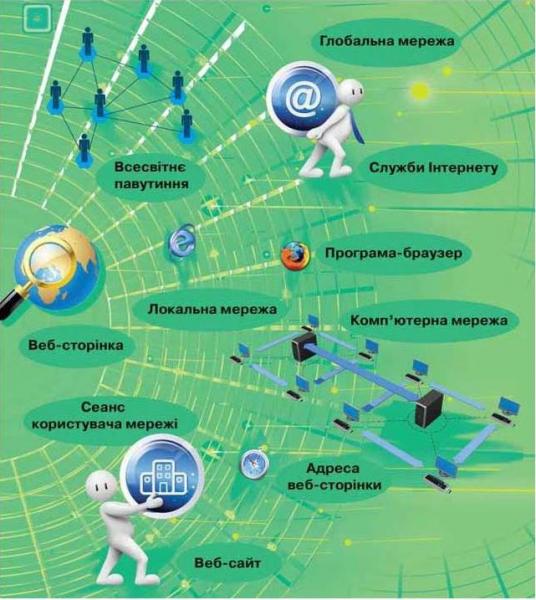 Глобальна мережа
@
Всесвітнє
павутиння
Служби Інтернету
Програма-браузер
Локальна мережа
Комп'ютерна мережа
Веб-сторінка
Сеанс
користувача мережі
Адреса
веб-сторінки
Веб-сайт